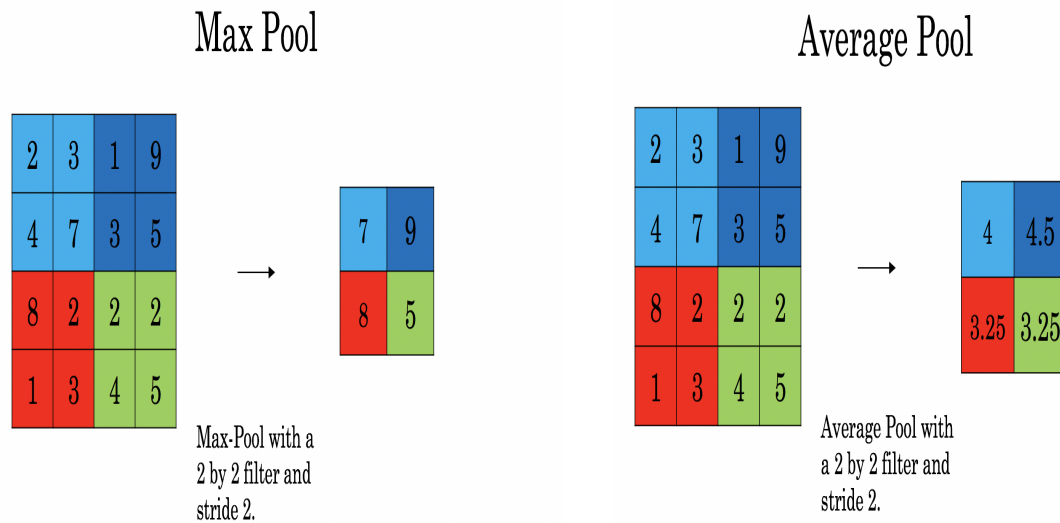 Max Pool
2 3 1 9
4 7 3 5
8 2 2 2
1 3 4 5
7 9
8 5
Max-Pool with a
2 by 2 filter and
stride 2.
Average Pool
2 3 1 9
4 7 3 5
8 2 2 2
1 3 4 5
4 4.5
3.25 3.25
Average Pool with
a 2 by 2 filter and
stride 2.